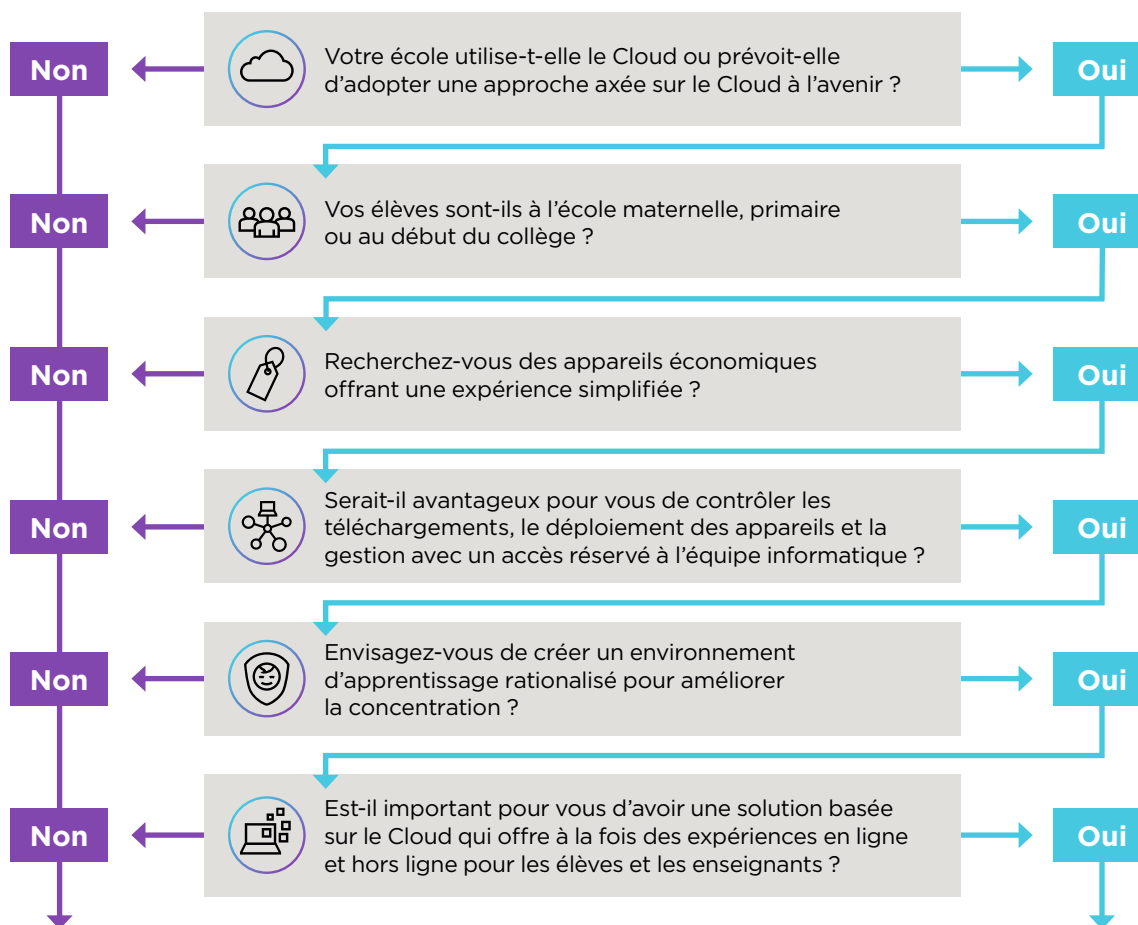 Non
Votre école utilise-t-elle le Cloud ou prévoit-elle
d'adopter une approche axée sur le Cloud à l'avenir ?
Oui
Non
Vos élèves sont-ils à l'école maternelle, primaire
ou au début du collège ?
Oui
Non
Recherchez-vous des appareils économiques
offrant une expérience simplifiée ?
Oui
Non
Serait-il avantageux pour vous de contrôler les
téléchargements, le déploiement des appareils et la
gestion avec un accès réservé à l'équipe informatique ?
Oui
Non
Envisagez-vous de créer un environnement
d'apprentissage rationalisé pour améliorer
la concentration ?
Oui
Non
Est-il important pour vous d'avoir une solution basée
sur le Cloud qui offre à la fois des expériences en ligne
et hors ligne pour les élèves et les enseignants ?
Oui